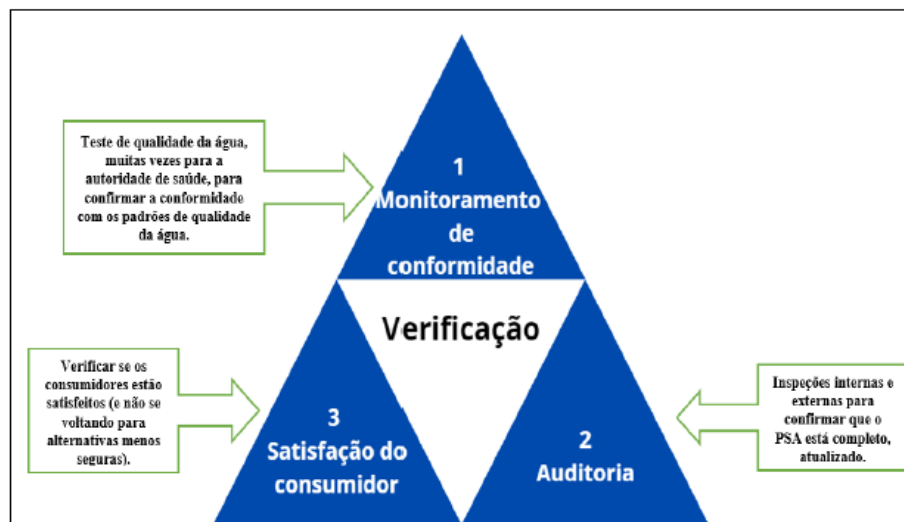 Teste de qualidade da água,
muitas vezes para a
autoridade de saúde, para
confirmar a conformidade
com os padrões de qualidade
da água.
1
Monitoramento
de
conformidade
Verificação
Verificar se os
consumidores estão
satisfeitos (e não se
voltando para
alternativas menos
seguras).
3
Satisfação do
consumidor
2
Auditoria
Inspeções internas e
externas para
confirmar que o
PSA está completo,
atualizado.